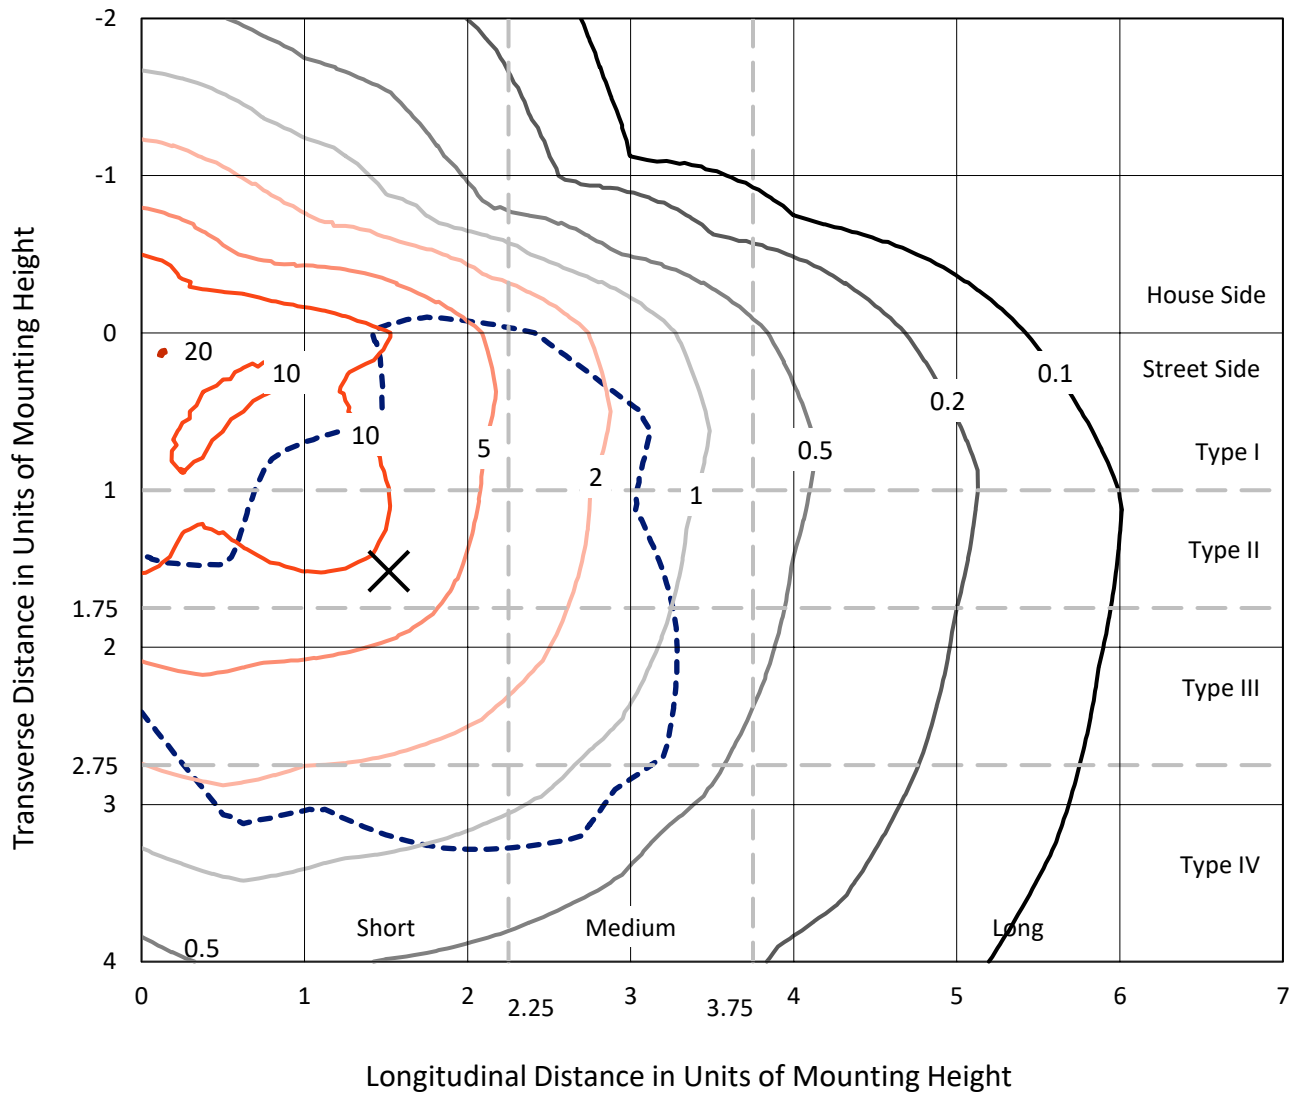 -2
-1
House Side
0
20
Street Side
10
0.1
0.2
10
5
0.5
Type I
2
1
1
Type II
1.75
2
Type III
2.75
3
Type IV
Short
Medium
Long
0.5
4
0
1
2
2.25
3
3.75
4
5
6
7
Transverse Distance in Units of Mounting Height
Longitudinal Distance in Units of Mounting Height